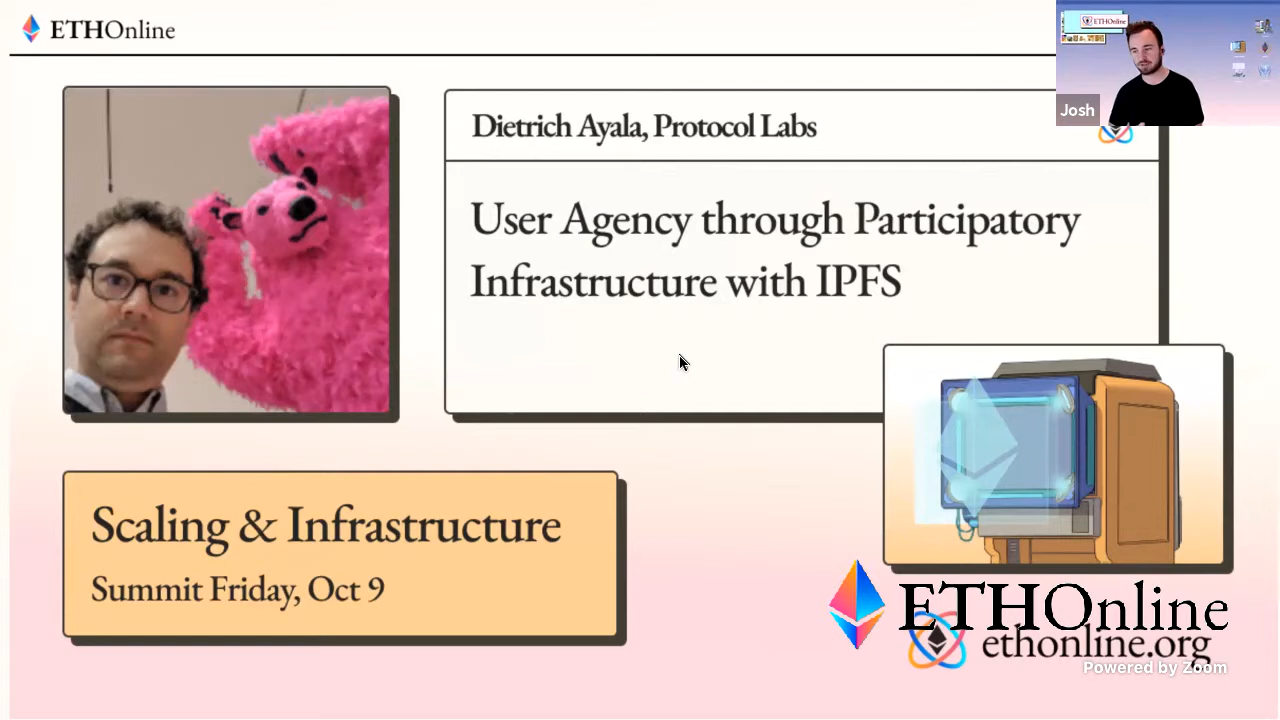 ETHOnline
ETHOnline
Josh
Dietrich Ayala, Protocol Labs
User Agency through Participatory
Infrastructure with IPFS
Scaling & Infrastructure
Summit Friday, Oct 9
ETHOnline
ethonline.org
Powered by Zoom